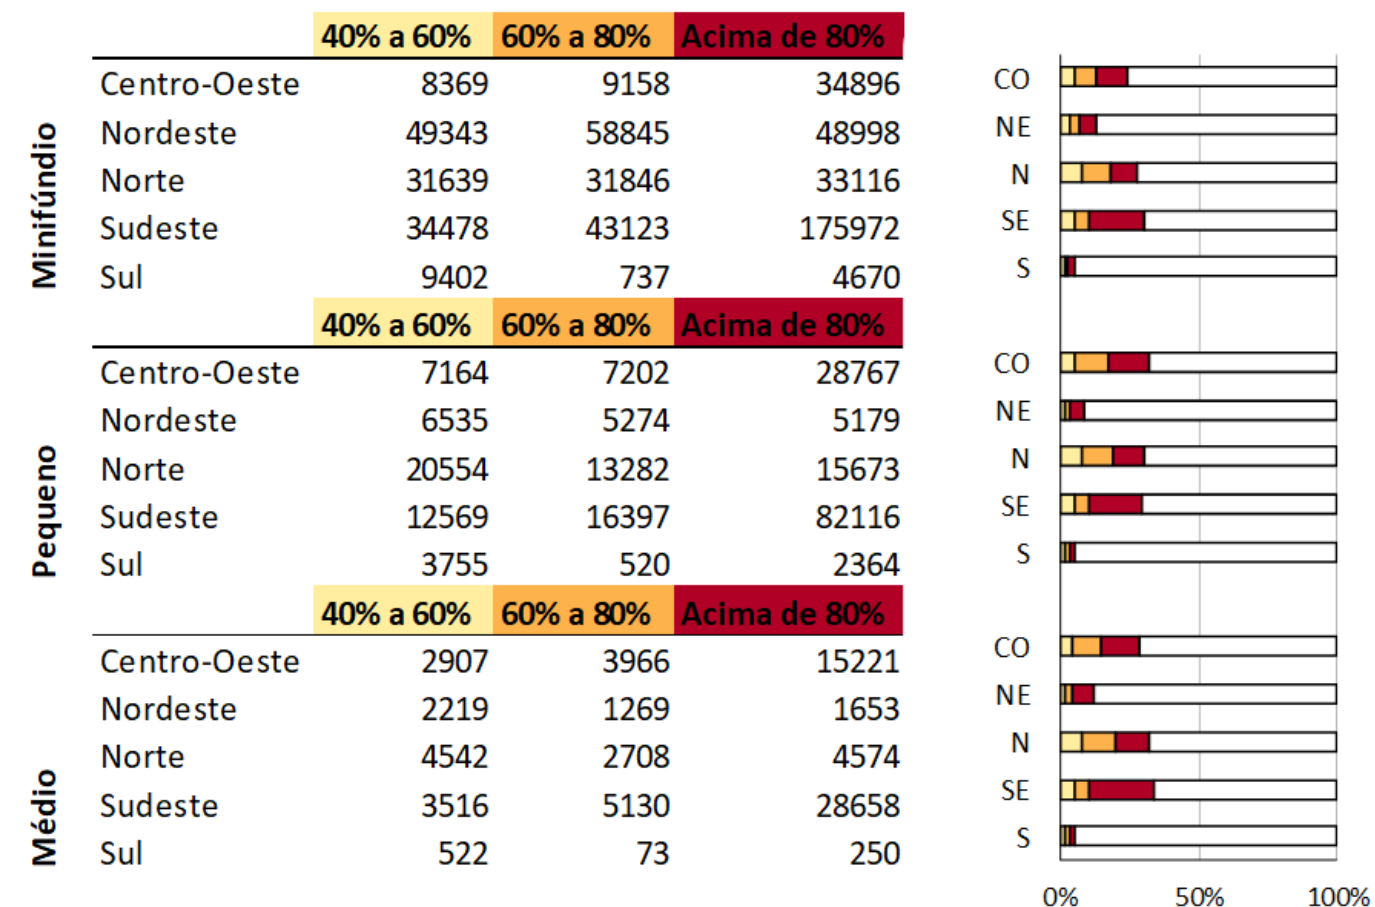 40% a 60% 60% a 80% Acima de 80%
Minifúndio
Centro-Oeste 8369 9158 34896
Nordeste 49343 58845 48998
Norte 31639 31846 33116
Sudeste 34478 43123 175972
Sul 9402 737 4670
CO
NE
N
SE
S
40% a 60% 60% a 80% Acima de 80%
Pequeno
Centro-Oeste 7164 7202 28767
Nordeste 6535 5274 5179
Norte 20554 13282 15673
Sudeste 12569 16397 82116
Sul 3755 520 2364
CO
NE
N
SE
S
40% a 60% 60% a 80% Acima de 80%
Médio
Centro-Oeste 2907 3966 15221
Nordeste 2219 1269 1653
Norte 4542 2708 4574
Sudeste 3516 5130 28658
Sul 522 73 250
CO
NE
N
SE
S
0% 50% 100%